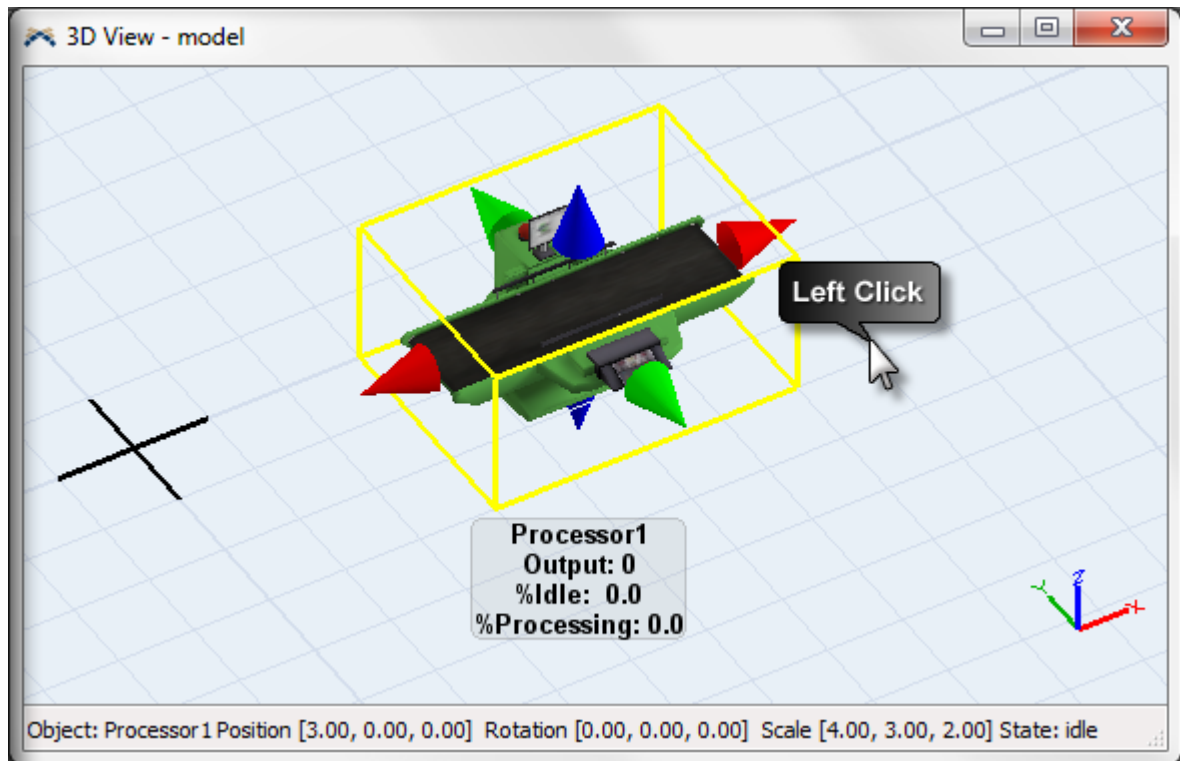 3D View - model
Left Click
Processor1
Output: 0
%Idle: 0.0
%Processing: 0.0
Y
Z
X
Object: Processor1 Position [3.00, 0.00, 0.00] Rotation [0.00, 0.00, 0.00] Scale [4.00, 3.00, 2.00] State: idle